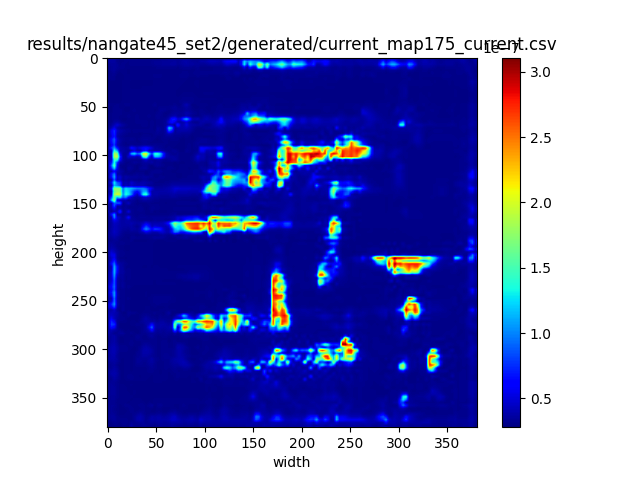 results/nangate45_set2/generated/current_map175_current.csv
1e−7
0
50
100
150
200
250
300
350
height
0 50 100 150 200 250 300 350
width
3.0
2.5
2.0
1.5
1.0
0.5